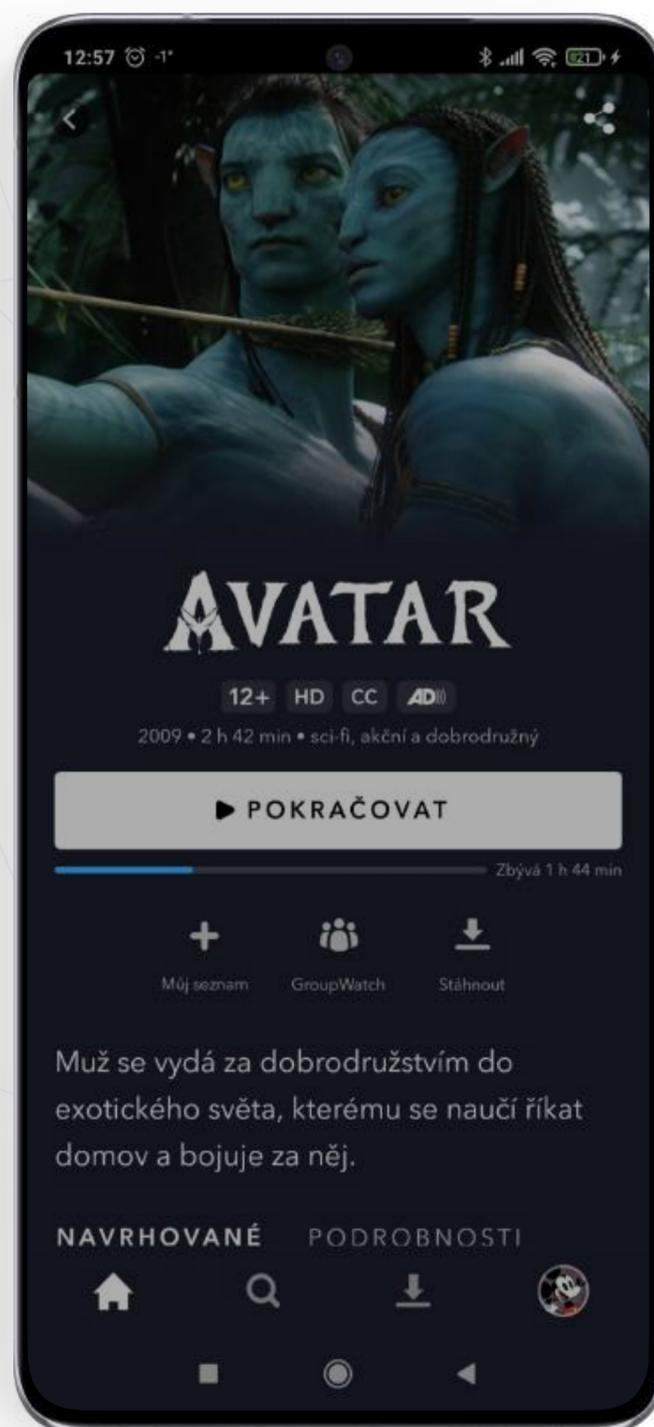 12:57 -1°
21
AVATAR
12+ HD CC AD
2009 • 2 h 42 min • sci-fi, akční a dobrodružný
POKRAČOVAT
Zbývá 1 h 44 min
Můj seznam GroupWatch Stáhnout
Muž se vydá za dobrodružstvím do
exotického světa, kterému se naučí říkat
domov a bojuje za něj.
NAVRHOVANÉ PODROBNOSTI